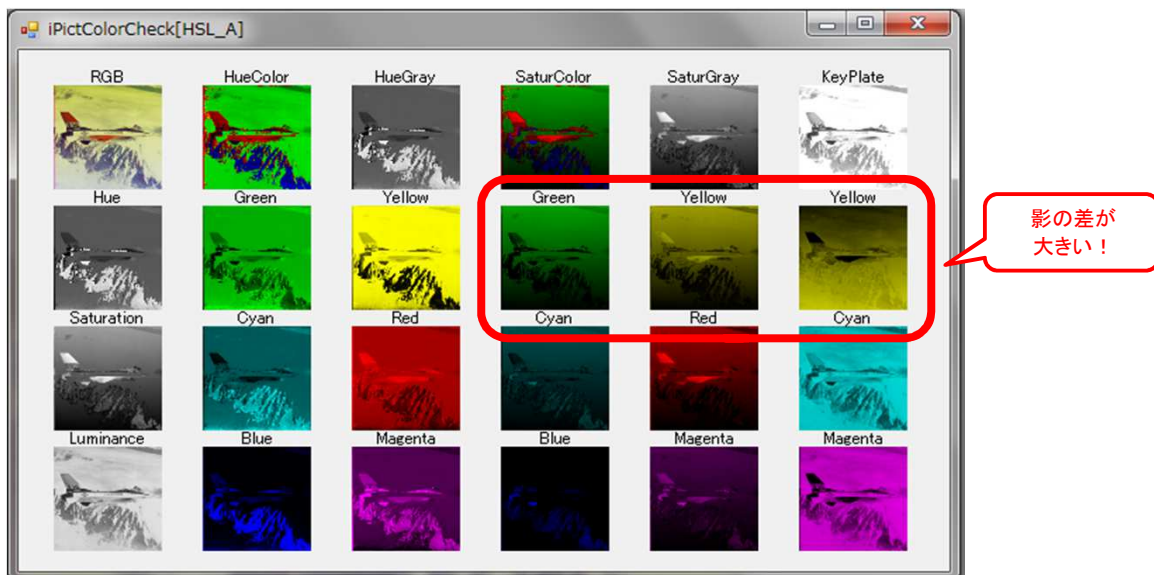 iPictColorCheck[HSL_A]
RGB HueColor HueGray SaturColor SaturGray KeyPlate
Hue Green Yellow Green Yellow Yellow
Saturation Cyan Red Cyan Red Cyan
Luminance Blue Magenta Blue Magenta Magenta
影の差が
大きい！